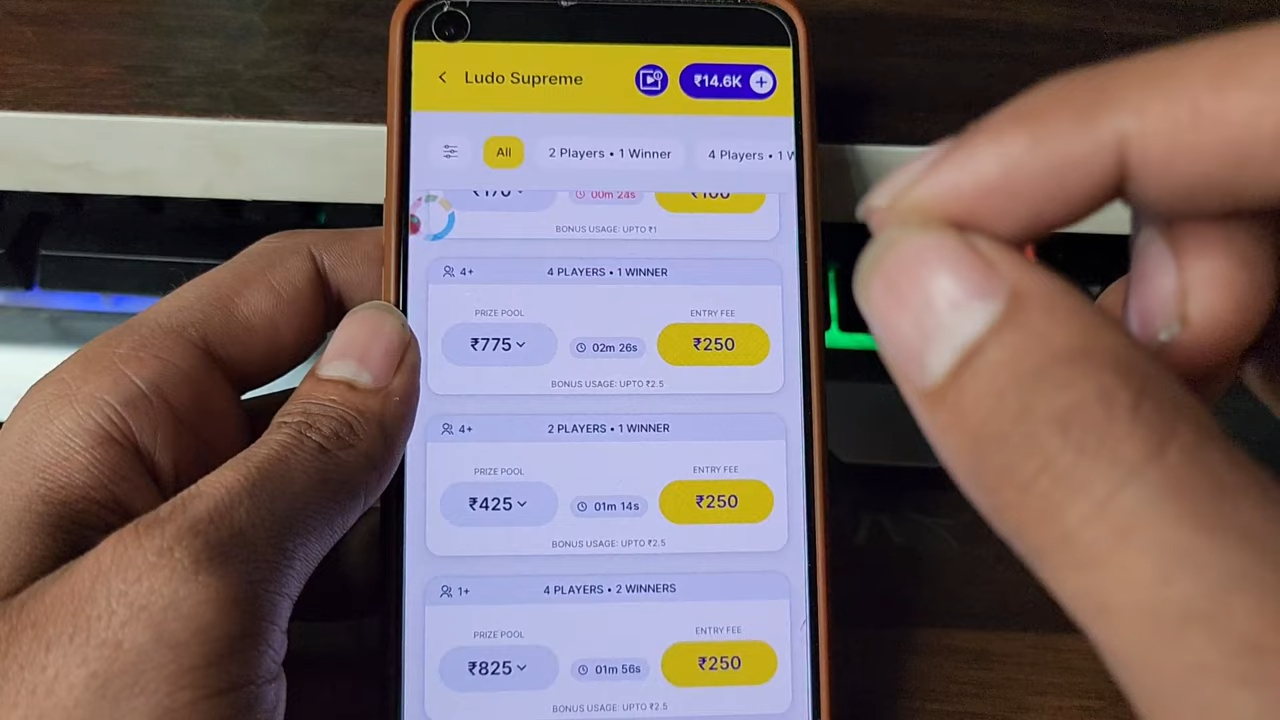 Ludo Supreme
₹14.6K +
All
2 Players • 1 Winner
4 Players • 1 W
₹170
00m 24s
₹100
BONUS USAGE: UPTO ₹1
4+
4 PLAYERS • 1 WINNER
PRIZE POOL
ENTRY FEE
₹775
02m 26s
₹250
BONUS USAGE: UPTO ₹2.5
4+
2 PLAYERS • 1 WINNER
PRIZE POOL
ENTRY FEE
₹425
01m 14s
₹250
BONUS USAGE: UPTO ₹2.5
1+
4 PLAYERS • 2 WINNERS
PRIZE POOL
ENTRY FEE
₹825
01m 56s
₹250
BONUS USAGE: UPTO ₹2.5